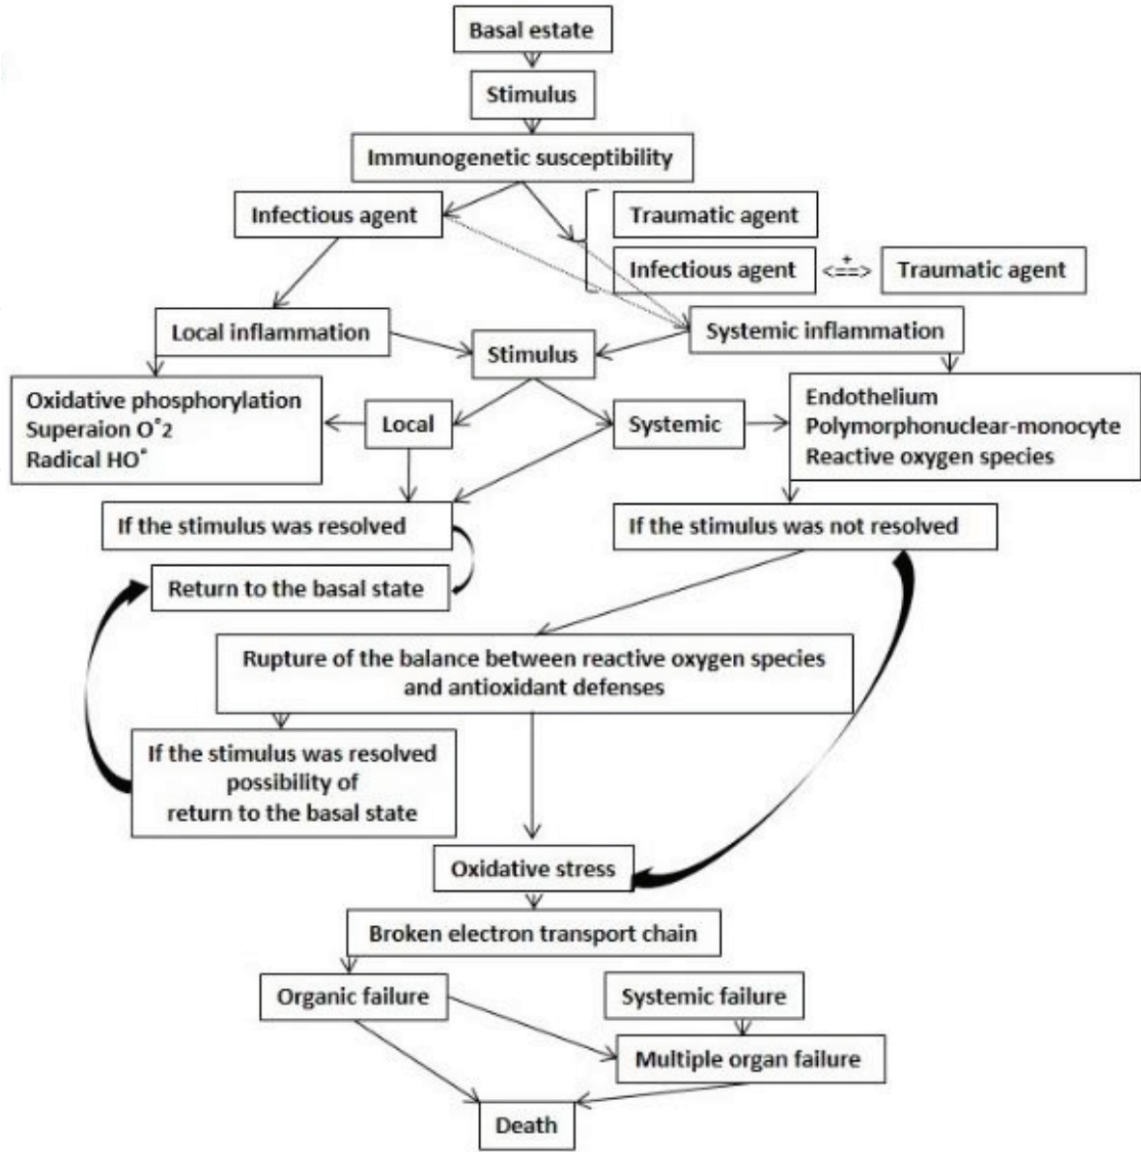 Basal estate
Stimulus
Immunogenetic susceptibility
Infectious agent
Traumatic agent
Infectious agent
+
<==>
Traumatic agent
Local inflammation
Stimulus
Systemic inflammation
Oxidative phosphorylation
Superaion O˚2
Radical HO˚
Local
Systemic
Endothelium
Polymorphonuclear-monocyte
Reactive oxygen species
If the stimulus was resolved
If the stimulus was not resolved
Return to the basal state
Rupture of the balance between reactive oxygen species
and antioxidant defenses
If the stimulus was resolved
possibility of
return to the basal state
Oxidative stress
Broken electron transport chain
Organic failure
Systemic failure
Multiple organ failure
Death